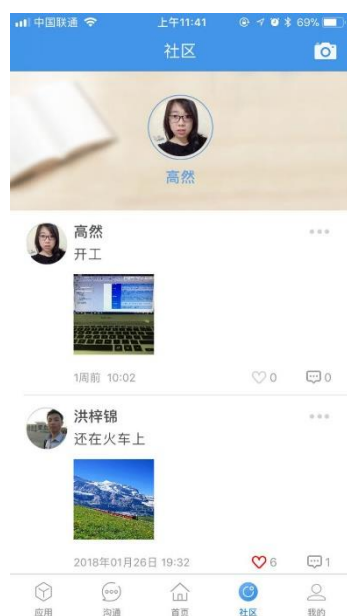 中国联通 上午11:41 69%
社区
高然
高然
开工
1周前 10:02 0 0
洪梓锦
还在火车上
2018年01月26日 19:32 6 1
应用 沟通 首页 社区 我的